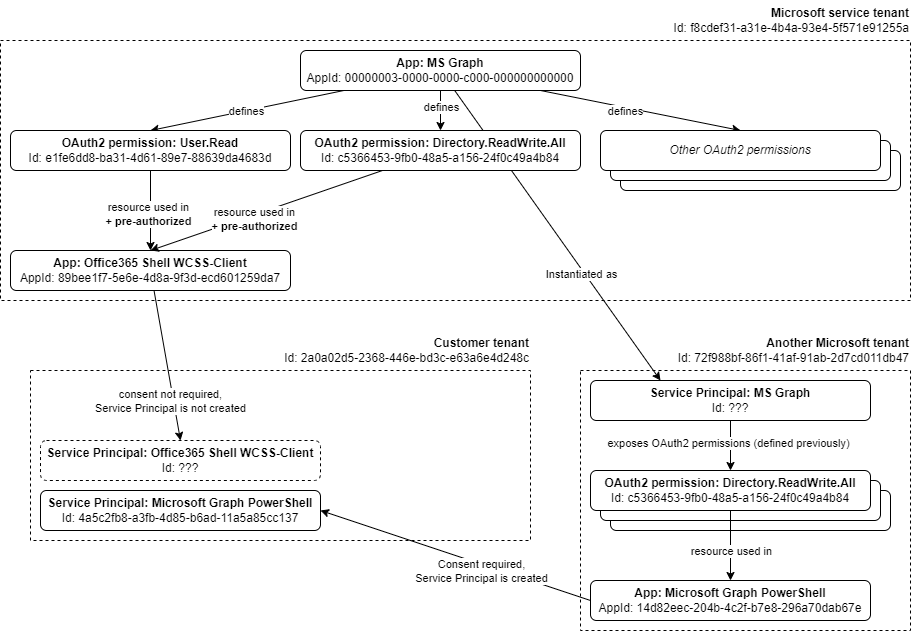 Microsoft service tenant
Id: f8cdef31-a31e-4b4a-93e4-5f571e91255a
App: MS Graph
AppId: 00000003-0000-0000-c000-000000000000
defines
defines
defines
OAuth2 permission: User.Read
Id: e1fe6dd8-ba31-4d61-89e7-88639da4683d
OAuth2 permission: Directory.ReadWrite.All
Id: c5366453-9fb0-48a5-a156-24f0c49a4b84
Other OAuth2 permissions
resource used in
+ pre-authorized
resource used in
+ pre-authorized
App: Office365 Shell WCSS-Client
AppId: 89bee1f7-5e6e-4d8a-9f3d-ecd601259da7
Instantiated as
Customer tenant
Id: 2a0a02d5-2368-446e-bd3c-e63a6e4d248c
Another Microsoft tenant
Id: 72f988bf-86f1-41af-91ab-2d7cd011db47
consent not required,
Service Principal is not created
Service Principal: MS Graph
Id: ???
exposes OAuth2 permissions (defined previously)
Service Principal: Office365 Shell WCSS-Client
Id: ???
OAuth2 permission: Directory.ReadWrite.All
Id: c5366453-9fb0-48a5-a156-24f0c49a4b84
Service Principal: Microsoft Graph PowerShell
Id: 4a5c2fb8-a3fb-4d85-b6ad-11a5a85cc137
resource used in
Consent required,
Service Principal is created
App: Microsoft Graph PowerShell
AppId: 14d82eec-204b-4c2f-b7e8-296a70dab67e